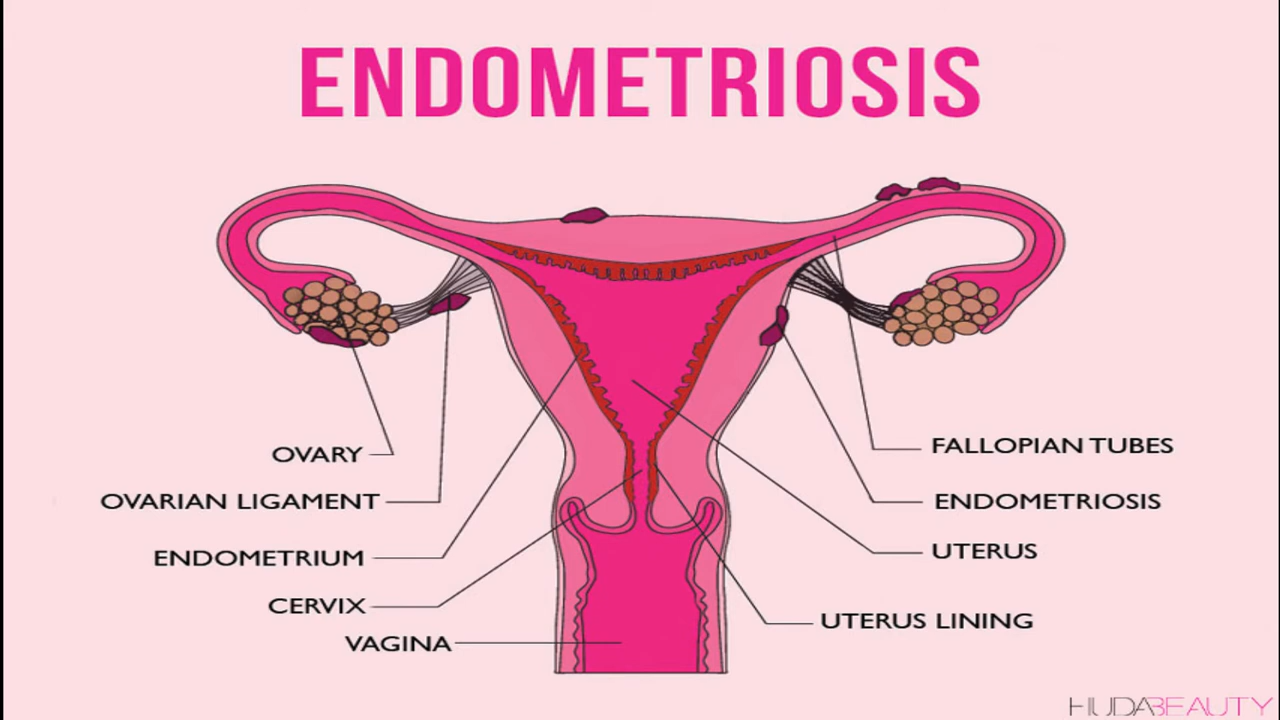 ENDOMETRIOSIS
OVARY
OVARIAN LIGAMENT
ENDOMETRIUM
CERVIX
VAGINA
FALLOPIAN TUBES
ENDOMETRIOSIS
UTERUS
UTERUS LINING
HUDABEAUTY